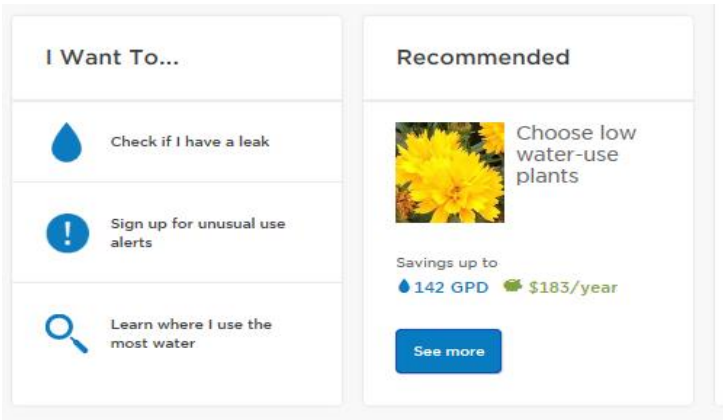 I Want To...
Check if I have a leak
Sign up for unusual use
alerts
Learn where I use the
most water
Recommended
Choose low
water-use
plants
Savings up to
142 GPD $183/year
See more